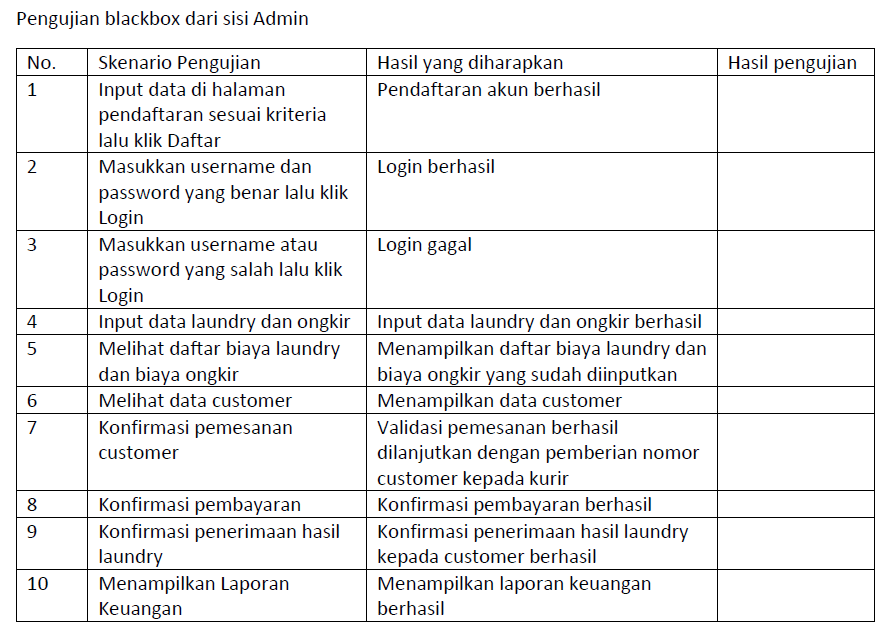 Pengujian blackbox dari sisi Admin
No. Skenario Pengujian Hasil yang diharapkan Hasil pengujian
1 Input data di halaman Pendaftaran akun berhasil
pendaftaran sesuai kriteria
lalu klik Daftar
2 Masukkan username dan Login berhasil
password yang benar lalu klik
Login
3 Masukkan username atau Login gagal
password yang salah lalu klik
Login
4 Input data laundry dan ongkir Input data laundry dan ongkir berhasil
5 Melihat daftar biaya laundry Menampilkan daftar biaya laundry dan
dan biaya ongkir biaya ongkir yang sudah diinputkan
6 Melihat data customer Menampilkan data customer
7 Konfirmasi pemesanan Validasi pemesanan berhasil
customer dilanjutkan dengan pemberian nomor
customer kepada kurir
8 Konfirmasi pembayaran Konfirmasi pembayaran berhasil
9 Konfirmasi penerimaan hasil Konfirmasi penerimaan hasil laundry
laundry kepada customer berhasil
10 Menampilkan Laporan Menampilkan laporan keuangan
Keuangan berhasil